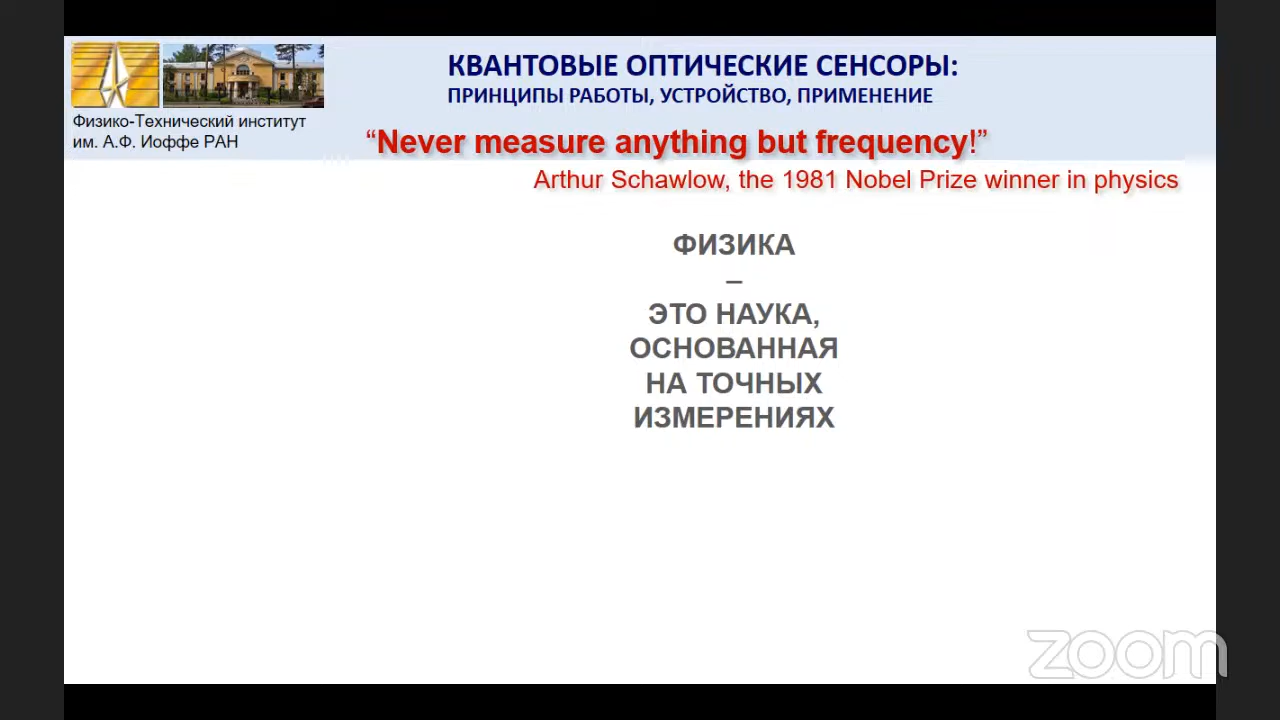 КВАНТОВЫЕ ОПТИЧЕСКИЕ СЕНСОРЫ:
ПРИНЦИПЫ РАБОТЫ, УСТРОЙСТВО, ПРИМЕНЕНИЕ
Физико-Технический институт
им. А.Ф. Иоффе РАН
“Never measure anything but frequency!”
Arthur Schawlow, the 1981 Nobel Prize winner in physics
ФИЗИКА
–
ЭТО НАУКА,
ОСНОВАННАЯ
НА ТОЧНЫХ
ИЗМЕРЕНИЯХ
zoom